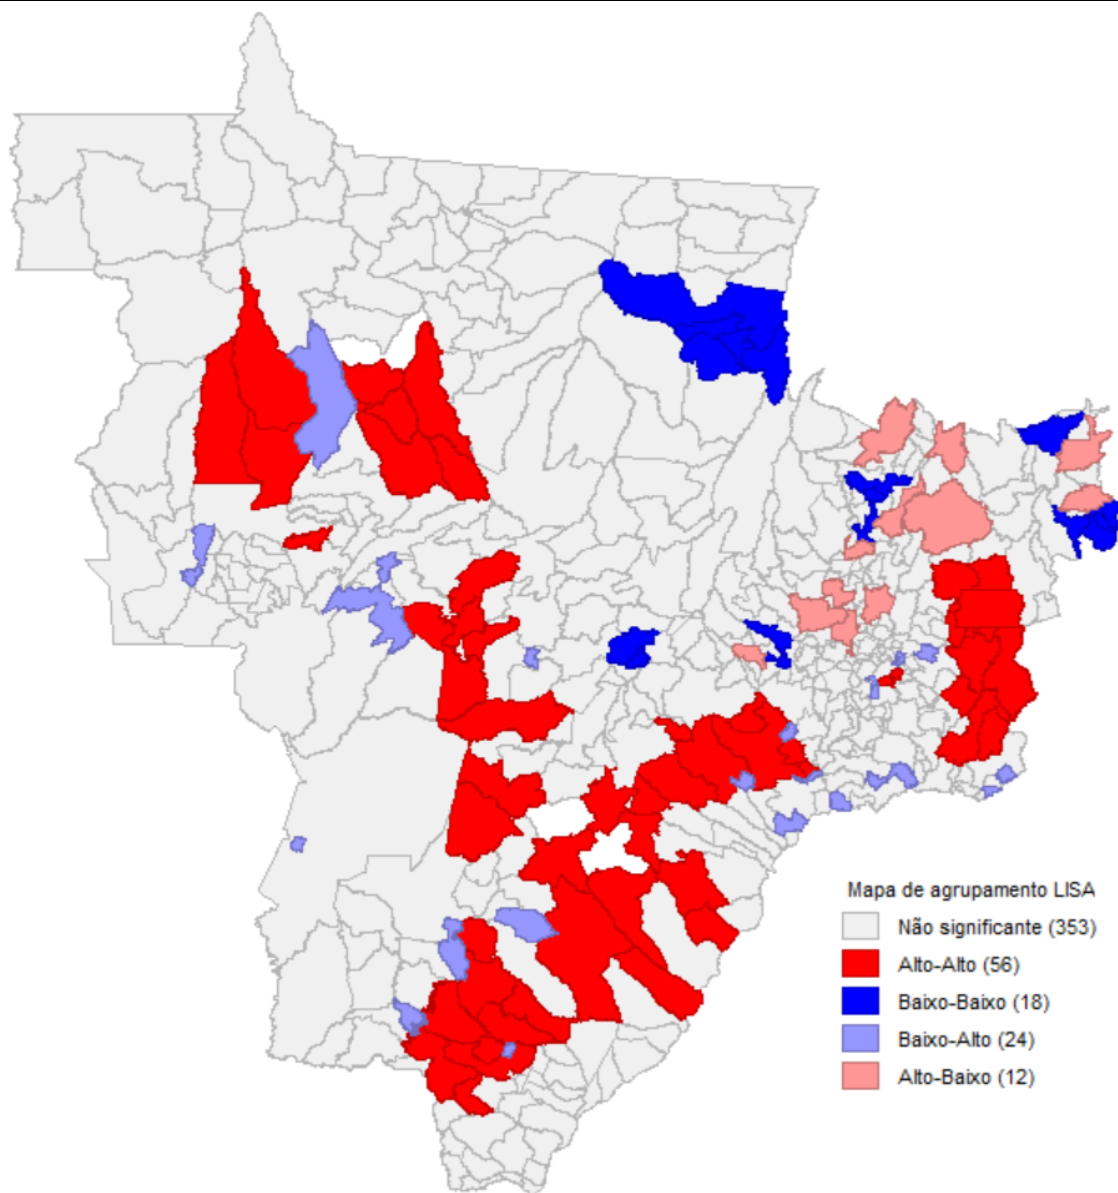 Mapa de agrupamento LISA
Não significante (353)
Alto-Alto (56)
Baixo-Baixo (18)
Baixo-Alto (24)
Alto-Baixo (12)